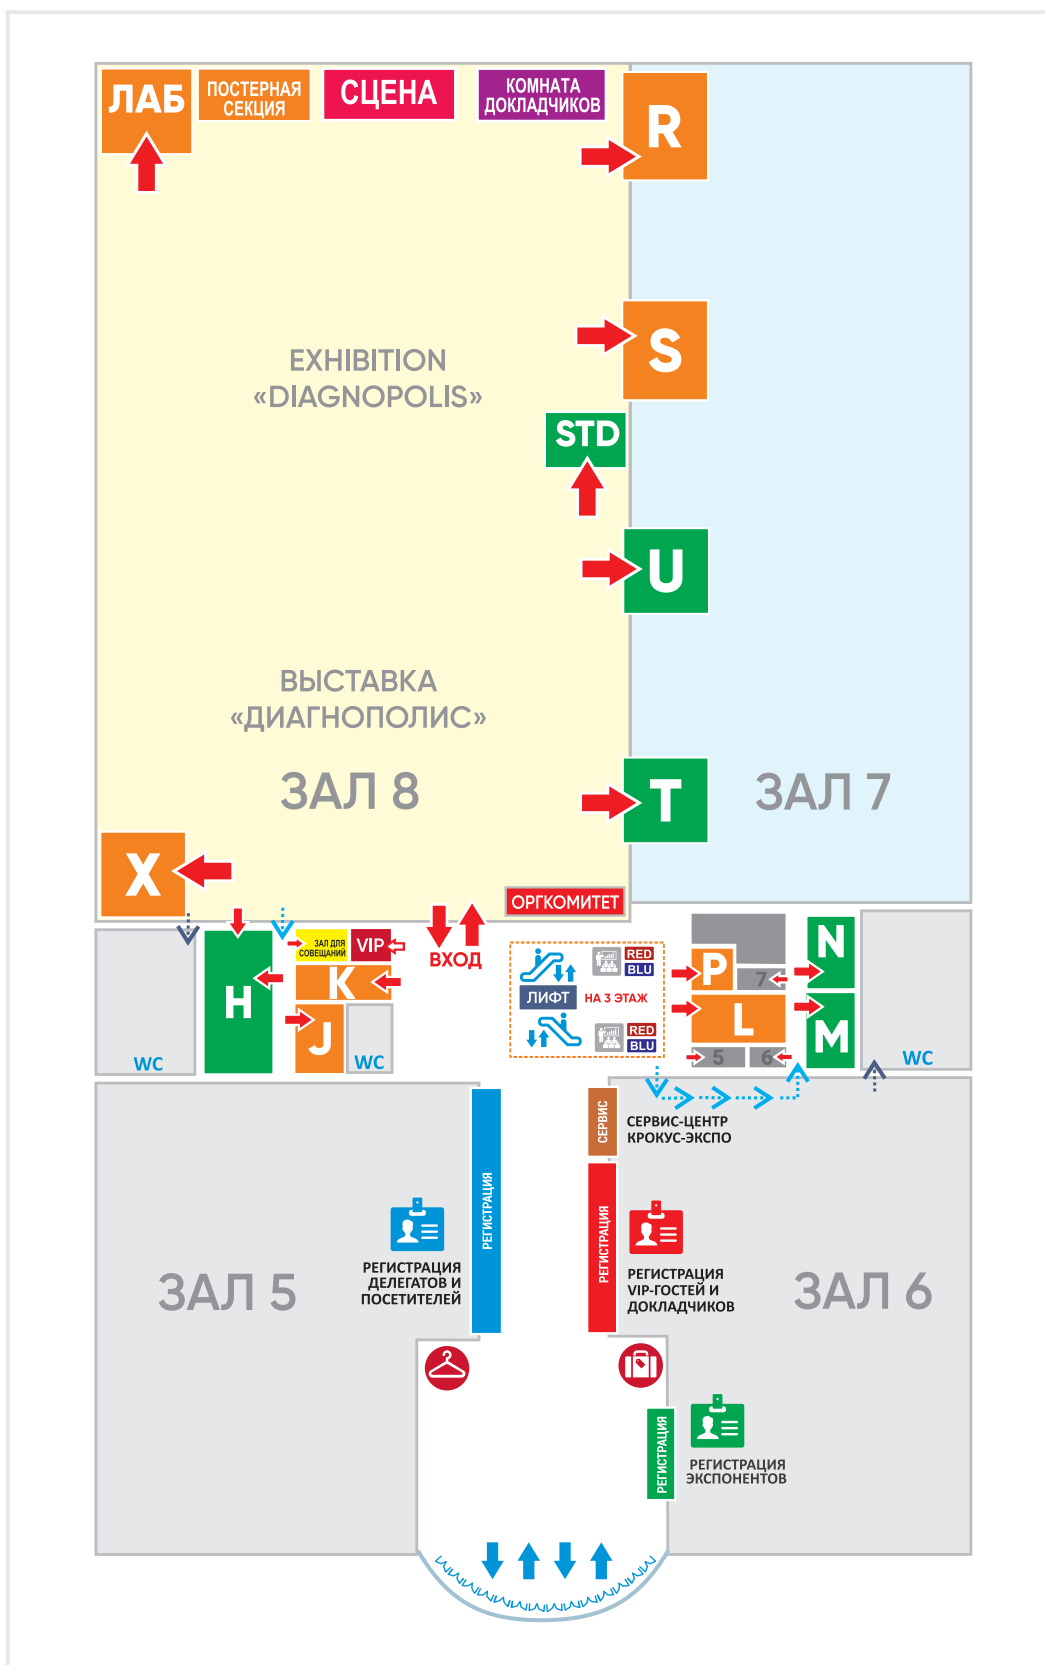 ЛАБ
ПОСТЕРНАЯ
СЕКЦИЯ
СЦЕНА
КОМНАТА
ДОКЛАДЧИКОВ
R
EXHIBITION
«DIAGNOPOLIS»
S
STD
U
ВЫСТАВКА
«ДИАГНОПОЛИС»
ЗАЛ 8
T
ЗАЛ 7
X
ОРГКОМИТЕТ
H
ЗАЛ ДЛЯ
СОВЕЩАНИЙ
VIP
K
J
WC
WC
ВХОД
RED
BLU
ЛИФТ
НА 3 ЭТАЖ
RED
BLU
P
7
L
5
6
N
M
WC
СЕРВИС
СЕРВИС-ЦЕНТР
КРОКУС-ЭКСПО
РЕГИСТРАЦИЯ
РЕГИСТРАЦИЯ
ДЕЛЕГАТОВ И
ПОСЕТИТЕЛЕЙ
РЕГИСТРАЦИЯ
РЕГИСТРАЦИЯ
VIP-ГОСТЕЙ И
ДОКЛАДЧИКОВ
ЗАЛ 5
ЗАЛ 6
РЕГИСТРАЦИЯ
РЕГИСТРАЦИЯ
ЭКСПОНЕНТОВ